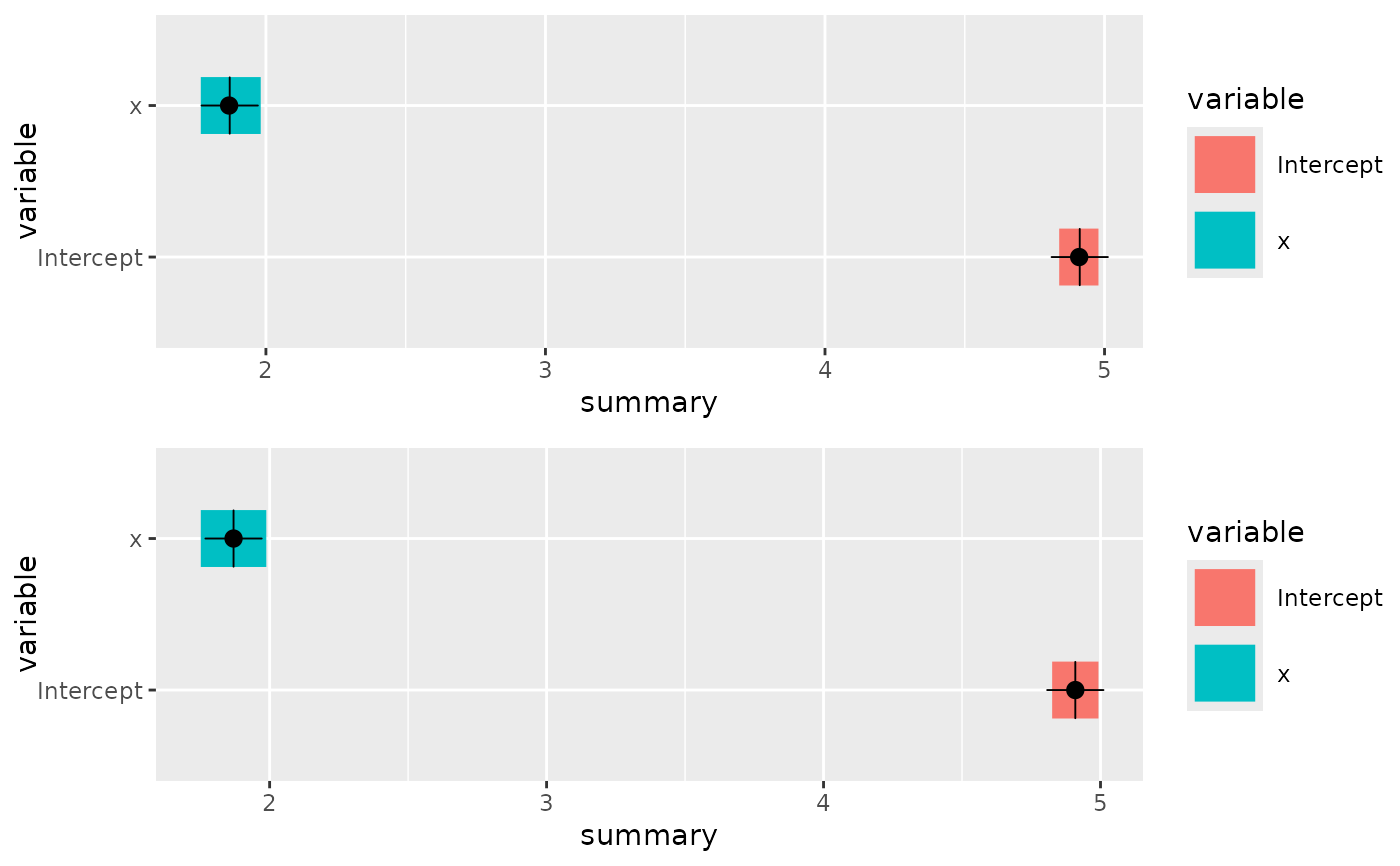 x
Intercept
variable
2 3 4 5
summary
variable
Intercept
x
x
Intercept
variable
2 3 4 5
summary
variable
Intercept
x